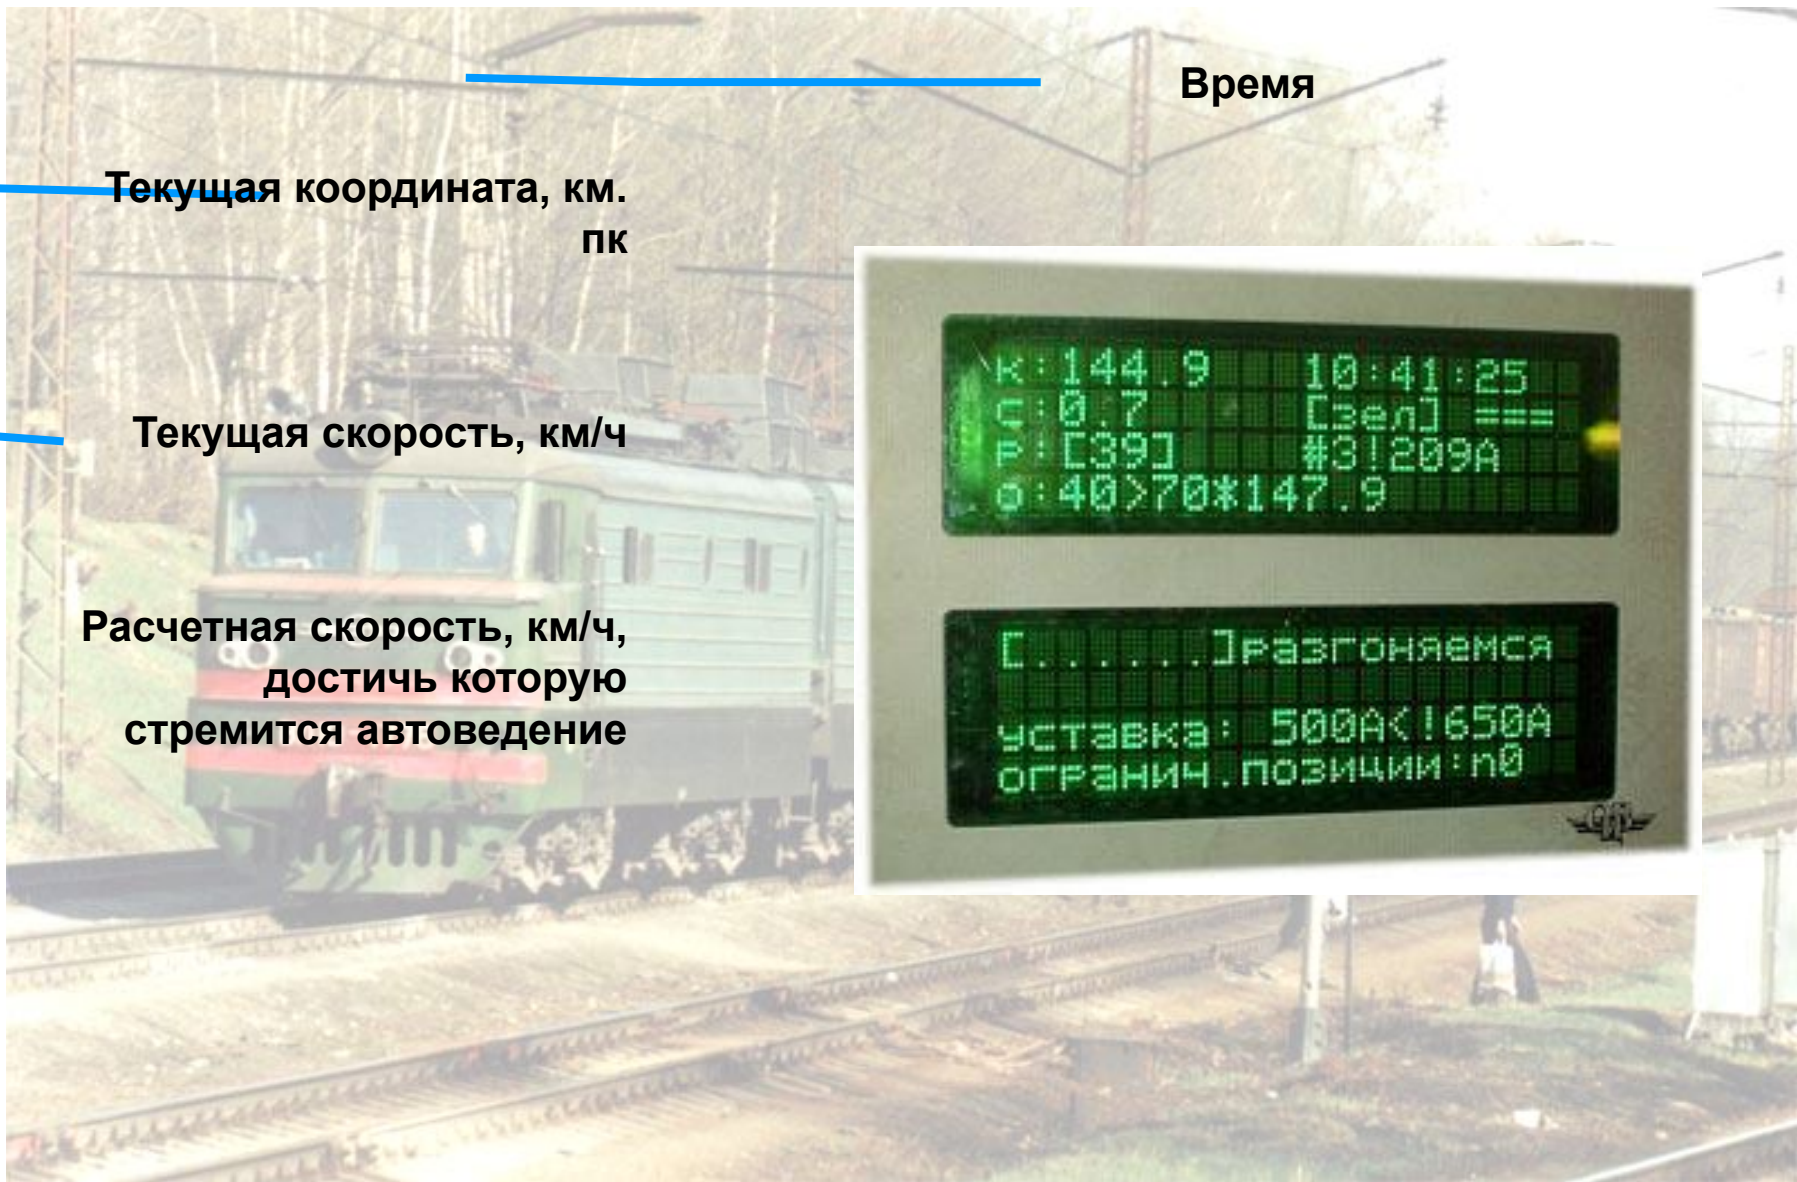 Время
Текущая координата, км.
пк
Текущая скорость, км/ч
Расчетная скорость, км/ч,
достичь которую
стремится автоведение
к:144.9 10:41:25
с:0.7 [зел] ===
р:[39] #3!209А
о:40>70*147.9
[.......]разгоняемся
уставка: 500А<!650А
огранич.позиции:п0